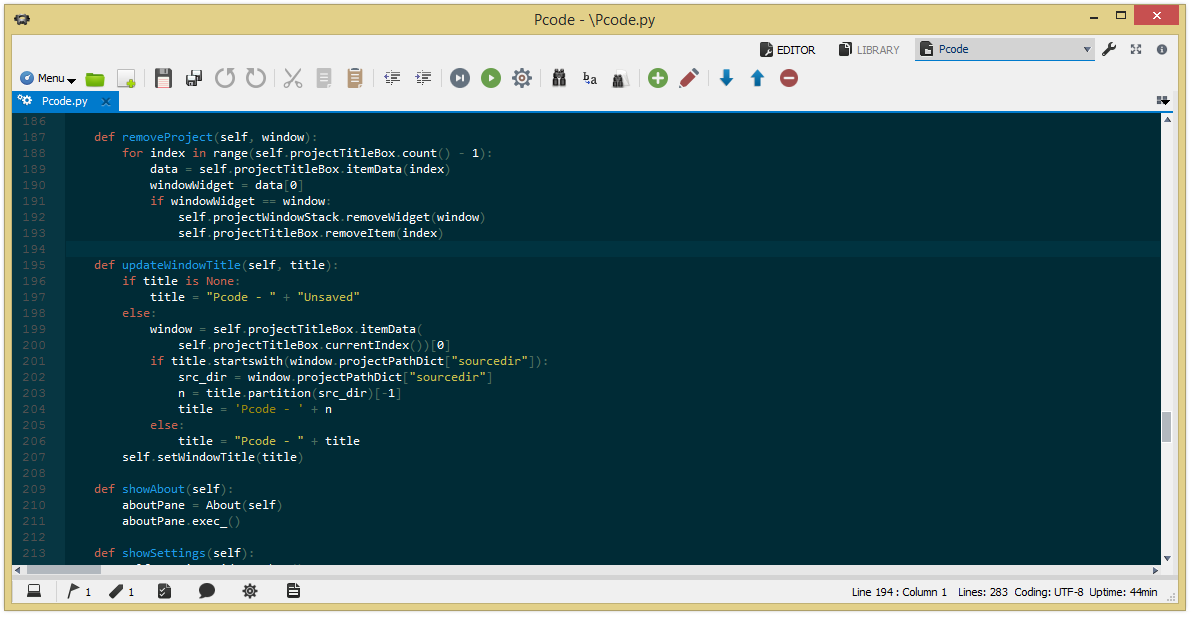 Pcode - \Pcode.py
EDITOR LIBRARY Pcode
Menu
Pcode.py
186
187     def removeProject(self, window):
188         for index in range(self.projectTitleBox.count() - 1):
189             data = self.projectTitleBox.itemData(index)
190             windowWidget = data[0]
191             if windowWidget == window:
192                 self.projectWindowStack.removeWidget(window)
193                 self.projectTitleBox.removeItem(index)
194
195     def updateWindowTitle(self, title):
196         if title is None:
197             title = "Pcode - " + "Unsaved"
198         else:
199             window = self.projectTitleBox.itemData(
200                 self.projectTitleBox.currentIndex())[0]
201             if title.startswith(window.projectPathDict["sourcedir"]):
202                 src_dir = window.projectPathDict["sourcedir"]
203                 n = title.partition(src_dir)[-1]
204                 title = 'Pcode - ' + n
205             else:
206                 title = "Pcode - " + title
207         self.setWindowTitle(title)
208
209     def showAbout(self):
210         aboutPane = About(self)
211         aboutPane.exec_()
212
213     def showSettings(self):
1 1 Line 194 : Column 1 Lines: 283 Coding: UTF-8 Uptime: 44min